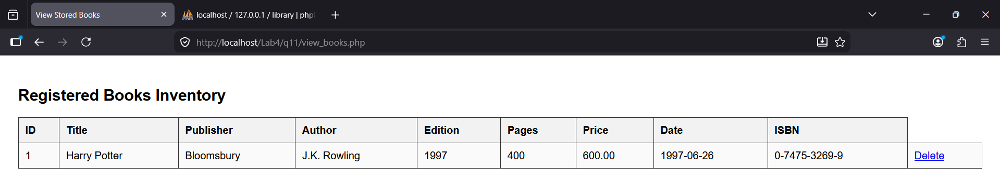 View Stored Books
localhost / 127.0.0.1 / library | php
http://localhost/Lab4/q11/view_books.php
Registered Books Inventory
ID Title Publisher Author Edition Pages Price Date ISBN
1 Harry Potter Bloomsbury J.K. Rowling 1997 400 600.00 1997-06-26 0-7475-3269-9 Delete